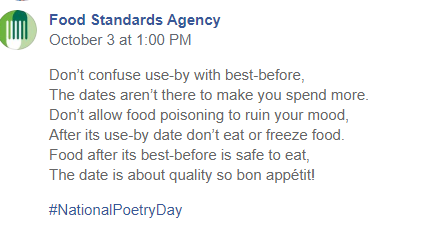 Food Standards Agency
October 3 at 1:00 PM
Don’t confuse use-by with best-before,
The dates aren’t there to make you spend more.
Don’t allow food poisoning to ruin your mood,
After its use-by date don’t eat or freeze food.
Food after its best-before is safe to eat,
The date is about quality so bon appétit!
#NationalPoetryDay